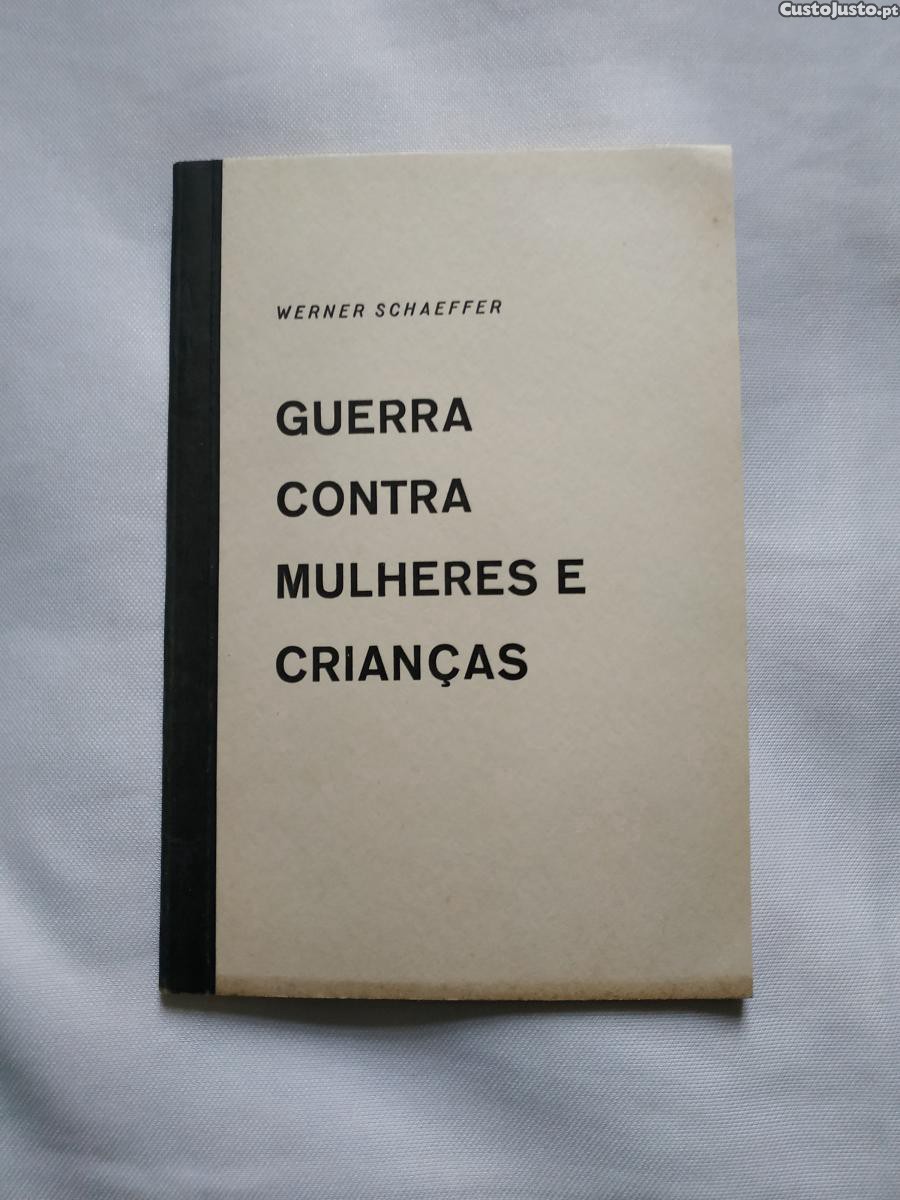 CustoJusto.pt
WERNER SCHAEFFER
GUERRA
CONTRA
MULHERES E
CRIANÇAS